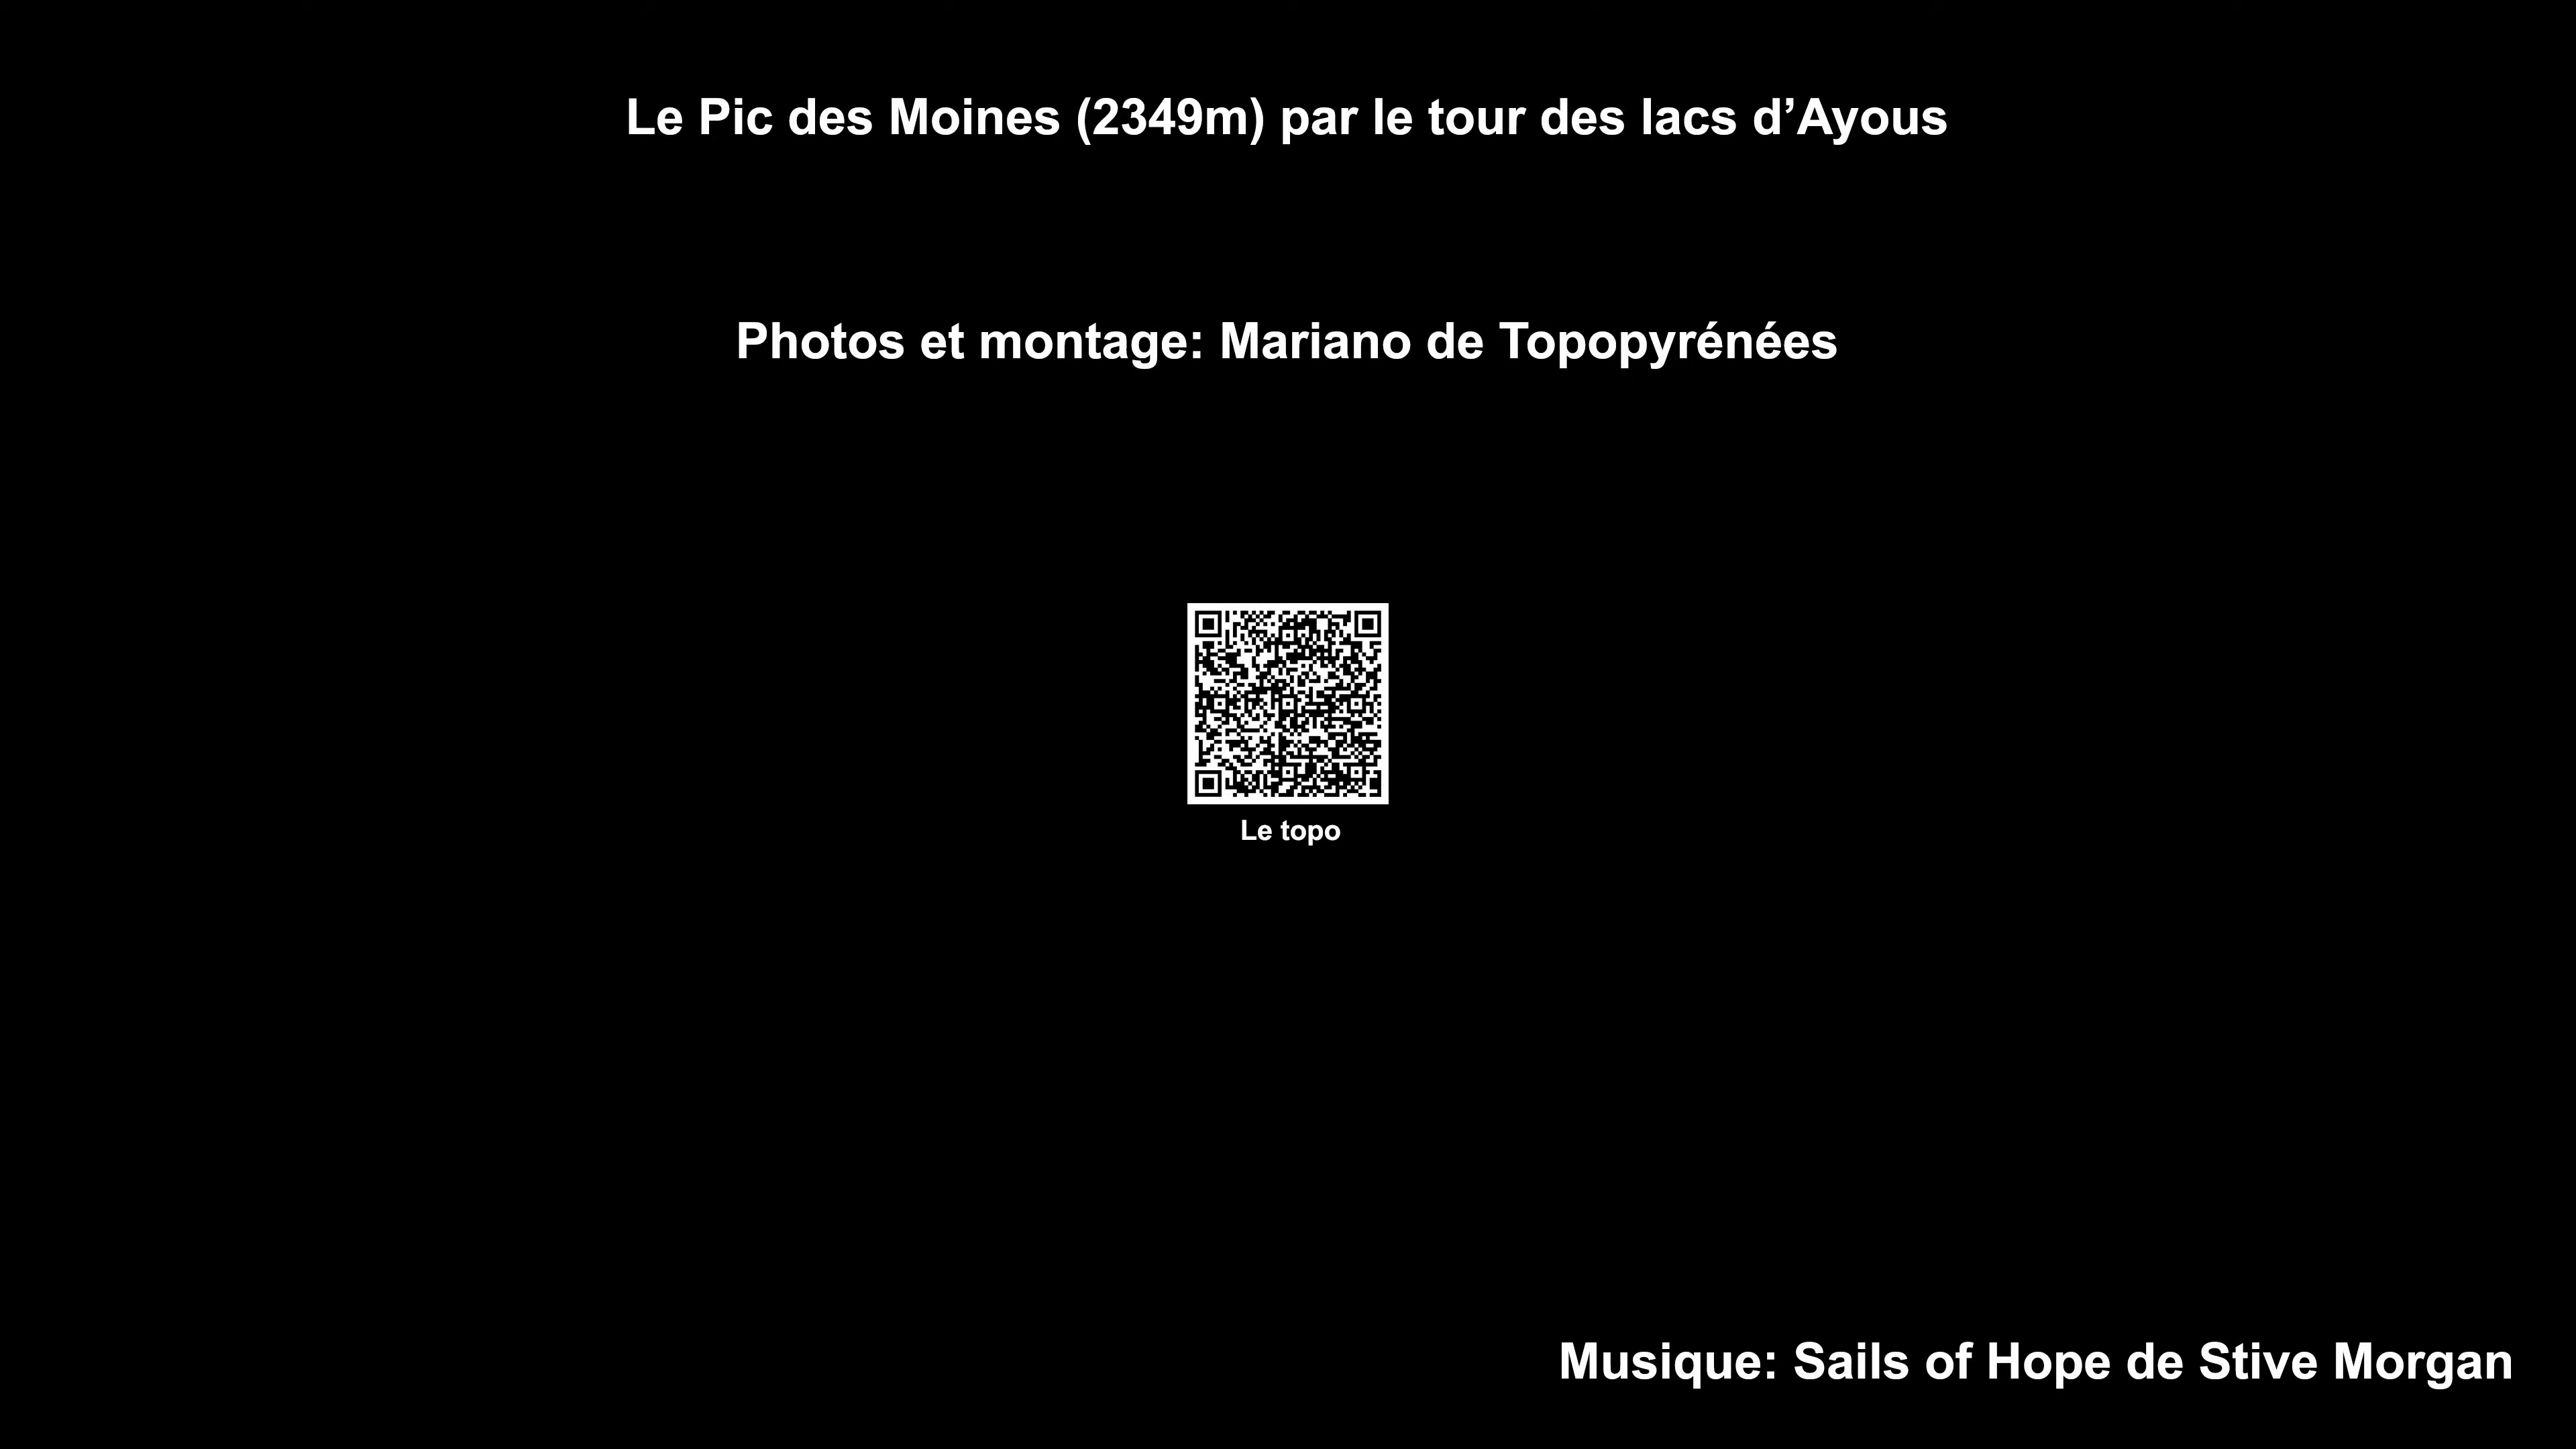 Le Pic des Moines (2349m) par le tour des lacs d’Ayous
Photos et montage: Mariano de Topopyrénées
Le topo
Musique: Sails of Hope de Stive Morgan